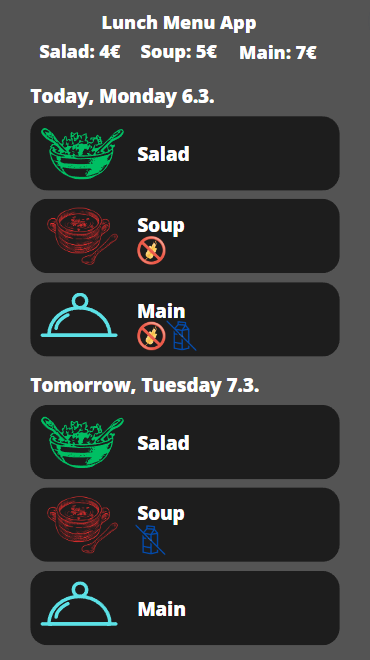 Lunch Menu App
Salad: 4€ Soup: 5€ Main: 7€
Today, Monday 6.3.
Salad
Soup
Main
Tomorrow, Tuesday 7.3.
Salad
Soup
Main